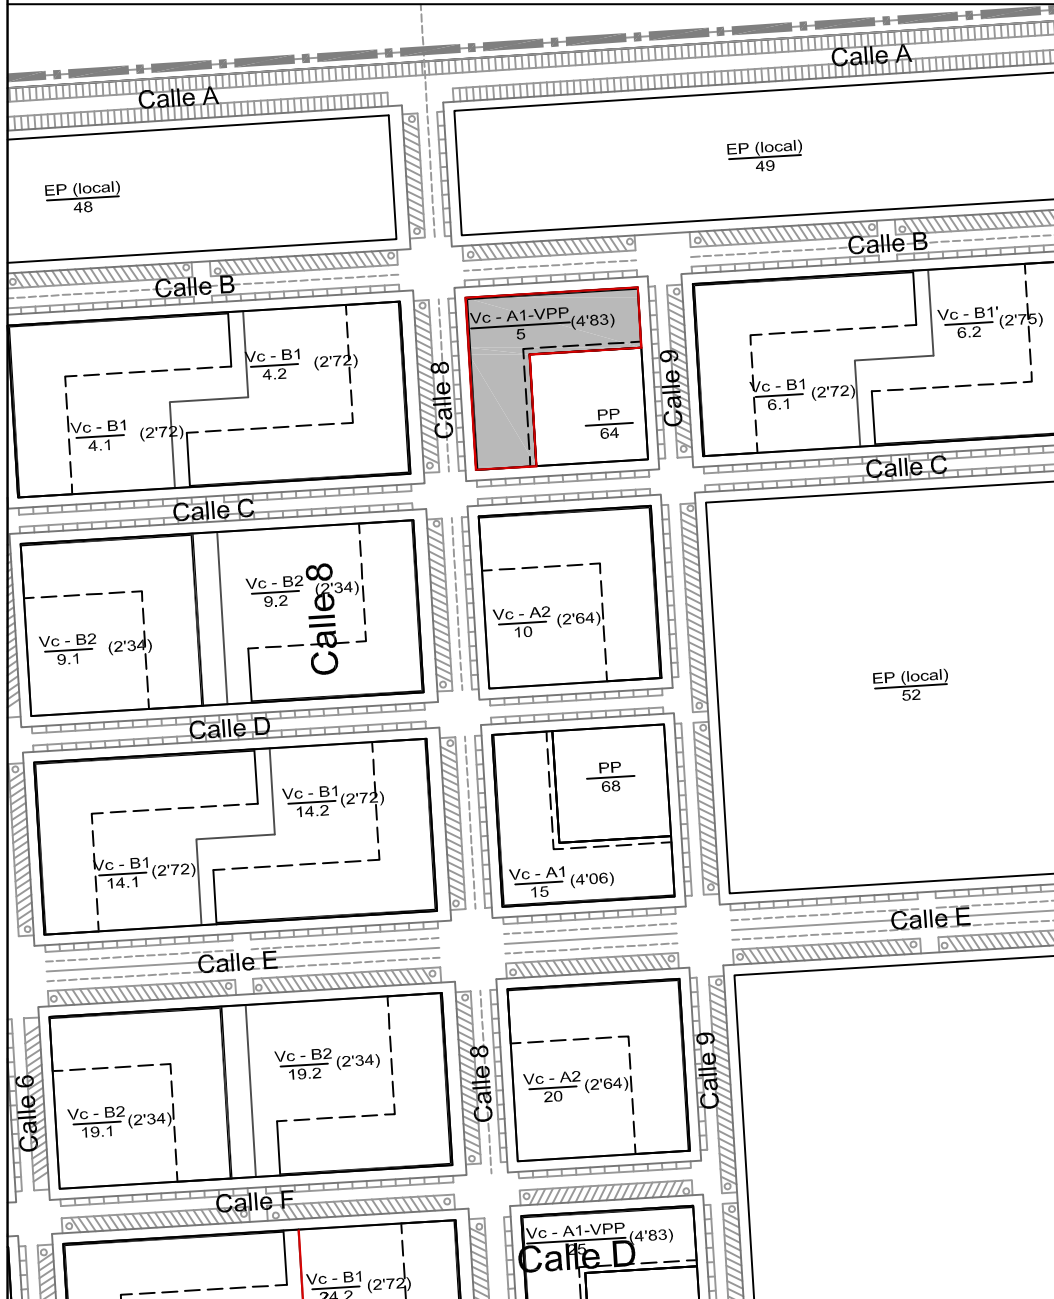 Calle A
Calle A
EP (local)
49
EP (local)
48
Calle B
Calle B
Vc - A1-VPP (4'83)
5
Vc - B1' (2'75)
6.2
Vc - B1 (2'72)
4.2
Calle 8
Calle 9
Vc - B1 (2'72)
6.1
PP
64
Vc - B1 (2'72)
4.1
Calle C
Calle C
Vc - B2 (2'34)
9.2
Calle 8
Vc - A2 (2'64)
10
Vc - B2 (2'34)
9.1
EP (local)
52
Calle D
PP
68
Vc - B1 (2'72)
14.2
Vc - B1 (2'72)
14.1
Vc - A1 (4'06)
15
Calle E
Calle E
Vc - B2 (2'34)
19.2
Calle 8
Calle 9
Vc - A2 (2'64)
20
Calle 6
Vc - B2 (2'34)
19.1
Calle F
Vc - A1-VPP (4'83)
25
Calle D
Vc - B1 (2'72)
24.2